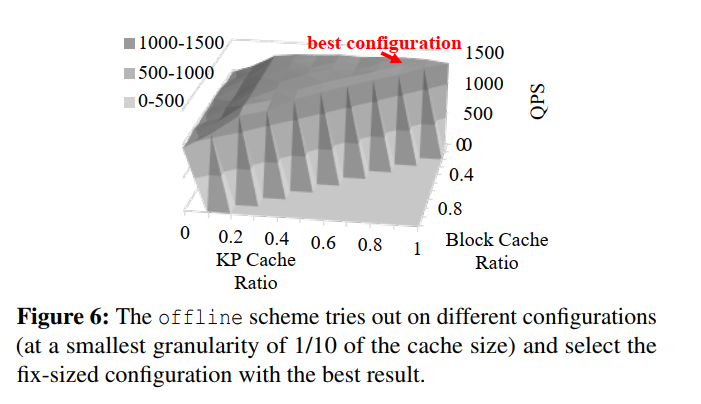 1000-1500
500-1000
0-500
best configuration
1500
1000
500
0
0
0.4
0.8
QPS
0
0.2
0.4
0.6
0.8
1
KP Cache
Ratio
Block Cache
Ratio
Figure 6: The offline scheme tries out on different configurations
(at a smallest granularity of 1/10 of the cache size) and select the
fix-sized configuration with the best result.